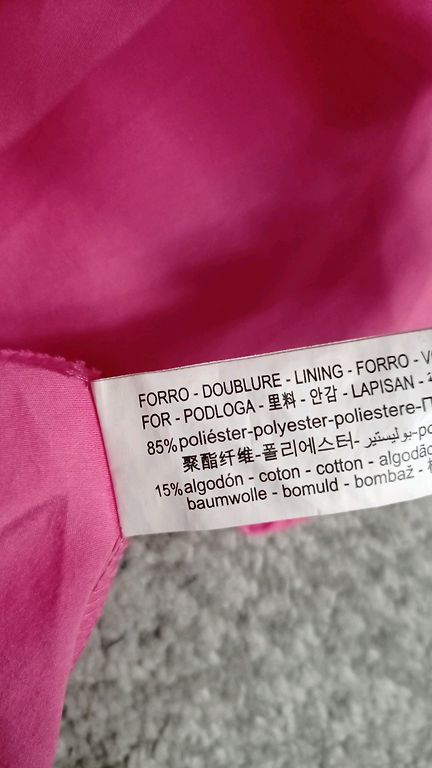 FORRO - DOUBLURE - LINING - FORRO -
FOR - PODLOGA - 里料 - 안감 - LAPISAN -
85% poliéster-polyester-poliestere-
聚酯纤维-폴리에스터- بوليستير-
15% algodón - coton - cotton - algodão
baumwolle - bomuld - bombaž -